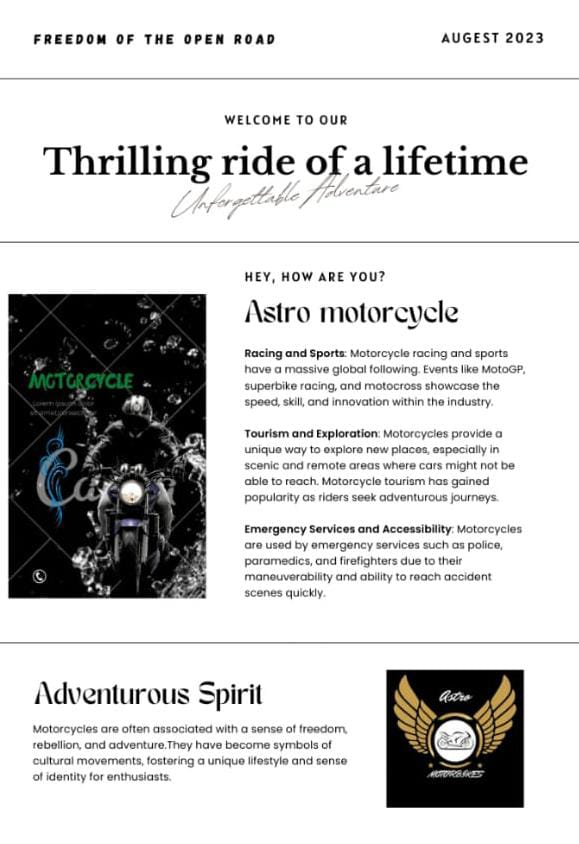 FREEDOM OF THE OPEN ROAD
AUGEST 2023
WELCOME TO OUR
Thrilling ride of a lifetime
Unforgettable Adventure
HEY, HOW ARE YOU?
Astro motorcycle
MOTORCYCLE
Lorem ipsum dolor
sit amet, consectetur
Canva
Racing and Sports: Motorcycle racing and sports
have a massive global following. Events like MotoGP,
superbike racing, and motocross showcase the
speed, skill, and innovation within the industry.
Tourism and Exploration: Motorcycles provide a
unique way to explore new places, especially in
scenic and remote areas where cars might not be
able to reach. Motorcycle tourism has gained
popularity as riders seek adventurous journeys.
Emergency Services and Accessibility: Motorcycles
are used by emergency services such as police,
paramedics, and firefighters due to their
maneuverability and ability to reach accident
scenes quickly.
Adventurous Spirit
Motorcycles are often associated with a sense of freedom,
rebellion, and adventure.They have become symbols of
cultural movements, fostering a unique lifestyle and sense
of identity for enthusiasts.
Astro
MOTORBIKES